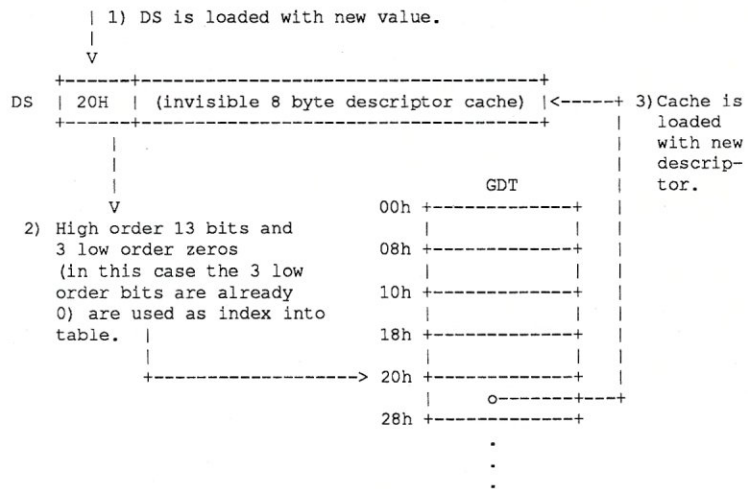 | 1) DS is loaded with new value.
|
V
+------+--------------------------------------+
DS | 20H | (invisible 8 byte descriptor cache) |<-----+ 3)Cache is
+------+--------------------------------------+ | loaded
| | with new
| | descrip-
| GDT | tor.
V 00h +-------------+ |
2) High order 13 bits and | | |
3 low order zeros 08h +-------------+ |
(in this case the 3 low | | |
order bits are already 10h +-------------+ |
0) are used as index into | | |
table. | 18h +-------------+ |
| | | |
+-------------------> 20h +-------------+ |
| o-------+---+
28h +-------------+
.
.
.